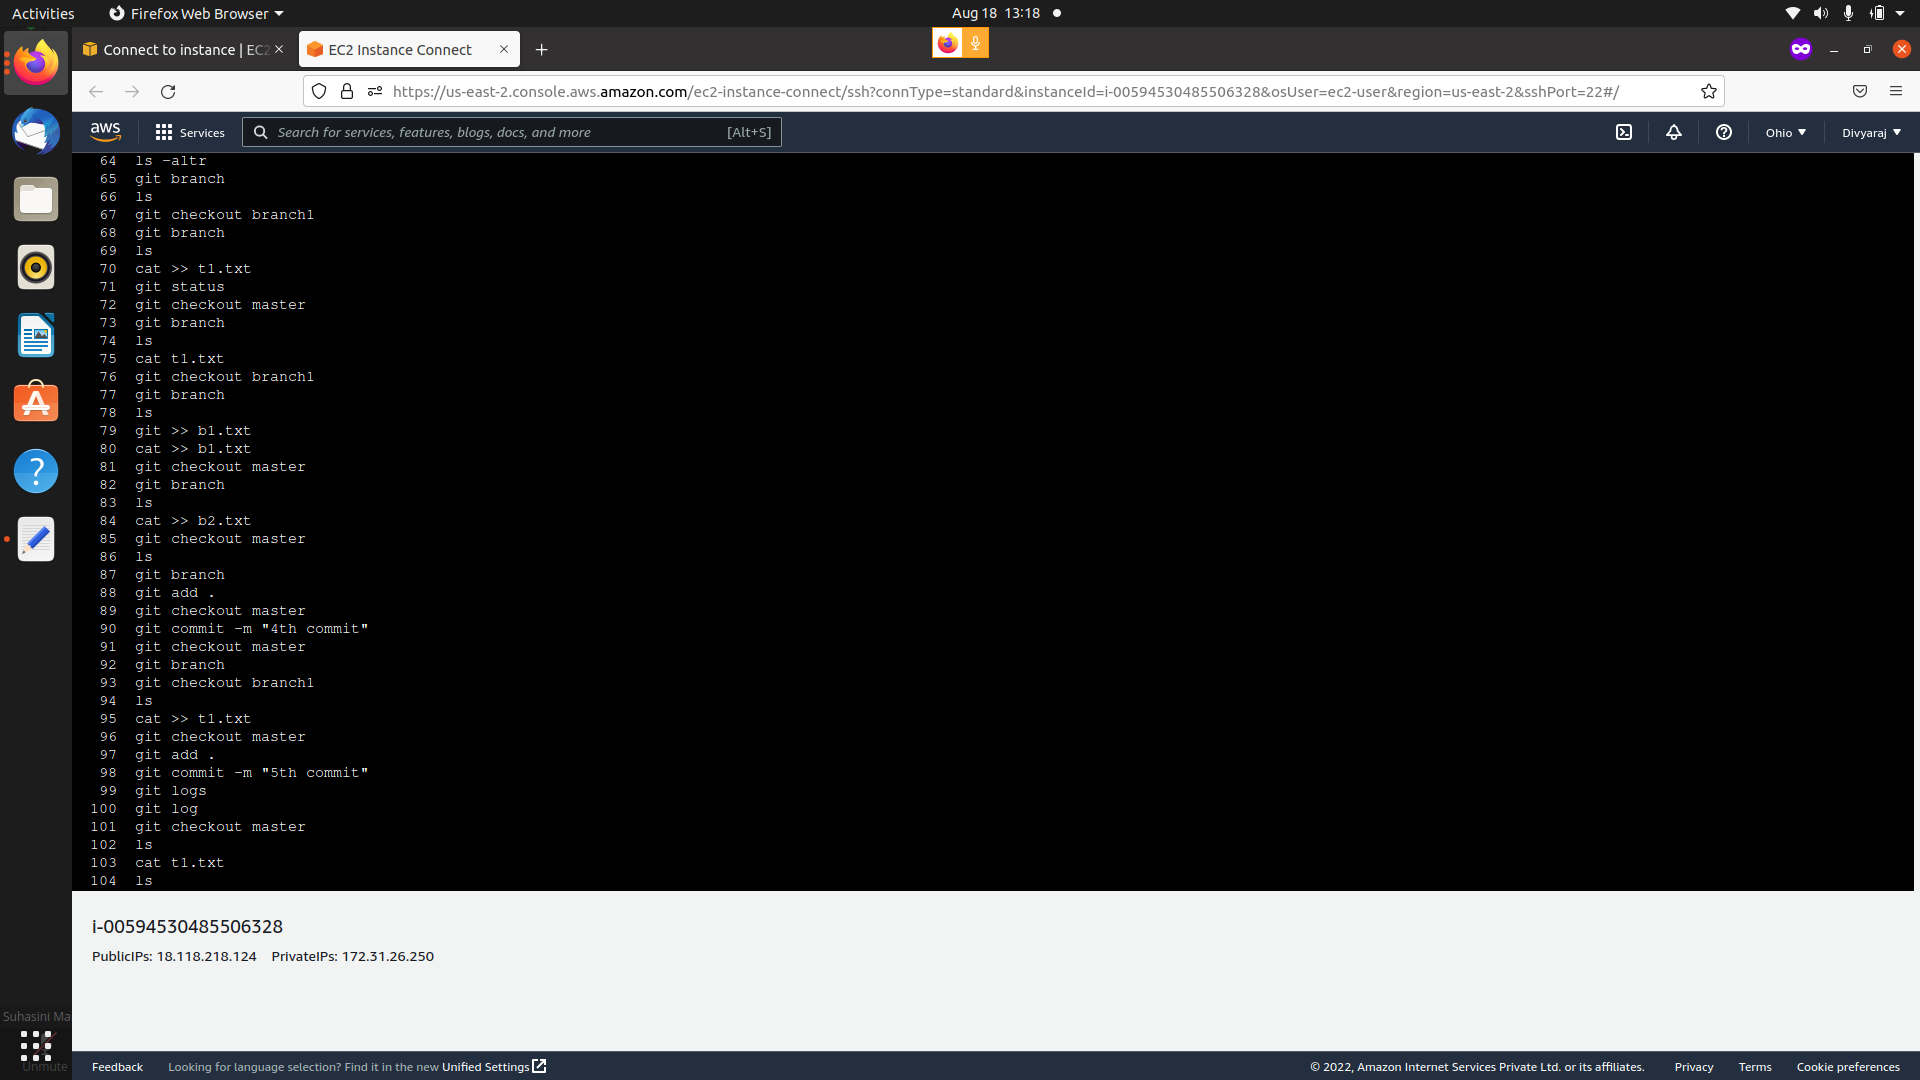 Activities Firefox Web Browser Aug 18 13:18
Connect to instance | EC2 EC2 Instance Connect
https://us-east-2.console.aws.amazon.com/ec2-instance-connect/ssh?connType=standard&instanceId=i-00594530485506328&osUser=ec2-user&region=us-east-2&sshPort=22#/
aws Services Search for services, features, blogs, docs, and more [Alt+S] Ohio Divyaraj
64 ls -altr
65 git branch
66 ls
67 git checkout branch1
68 git branch
69 ls
70 cat >> t1.txt
71 git status
72 git checkout master
73 git branch
74 ls
75 cat t1.txt
76 git checkout branch1
77 git branch
78 ls
79 git >> b1.txt
80 cat >> b1.txt
81 git checkout master
82 git branch
83 ls
84 cat >> b2.txt
85 git checkout master
86 ls
87 git branch
88 git add .
89 git checkout master
90 git commit -m "4th commit"
91 git checkout master
92 git branch
93 git checkout branch1
94 ls
95 cat >> t1.txt
96 git checkout master
97 git add .
98 git commit -m "5th commit"
99 git logs
100 git log
101 git checkout master
102 ls
103 cat t1.txt
104 ls
i-00594530485506328
PublicIPs: 18.118.218.124 PrivateIPs: 172.31.26.250
Suhasini Ma
Unmute
Feedback Looking for language selection? Find it in the new Unified Settings © 2022, Amazon Internet Services Private Ltd. or its affiliates. Privacy Terms Cookie preferences